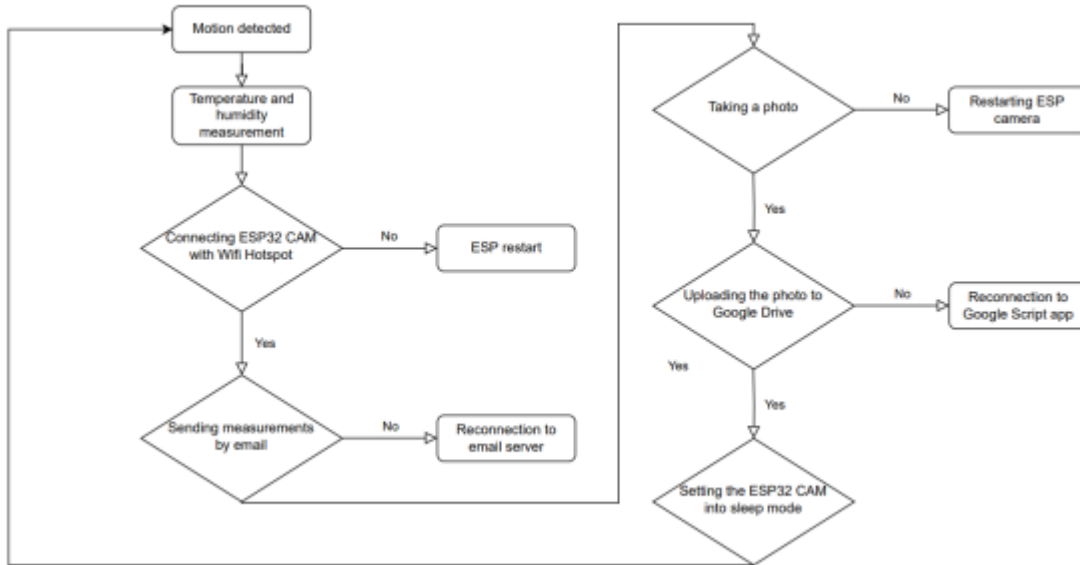 Motion detected
Temperature and
humidity
measurement
Connecting ESP32 CAM
with Wifi Hotspot
No
ESP restart
Yes
Sending measurements
by email
No
Reconnection to
email server
Taking a photo
No
Restarting ESP
camera
Yes
Uploading the photo to
Google Drive
No
Reconnection to
Google Script app
Yes
Yes
Setting the ESP32 CAM
into sleep mode